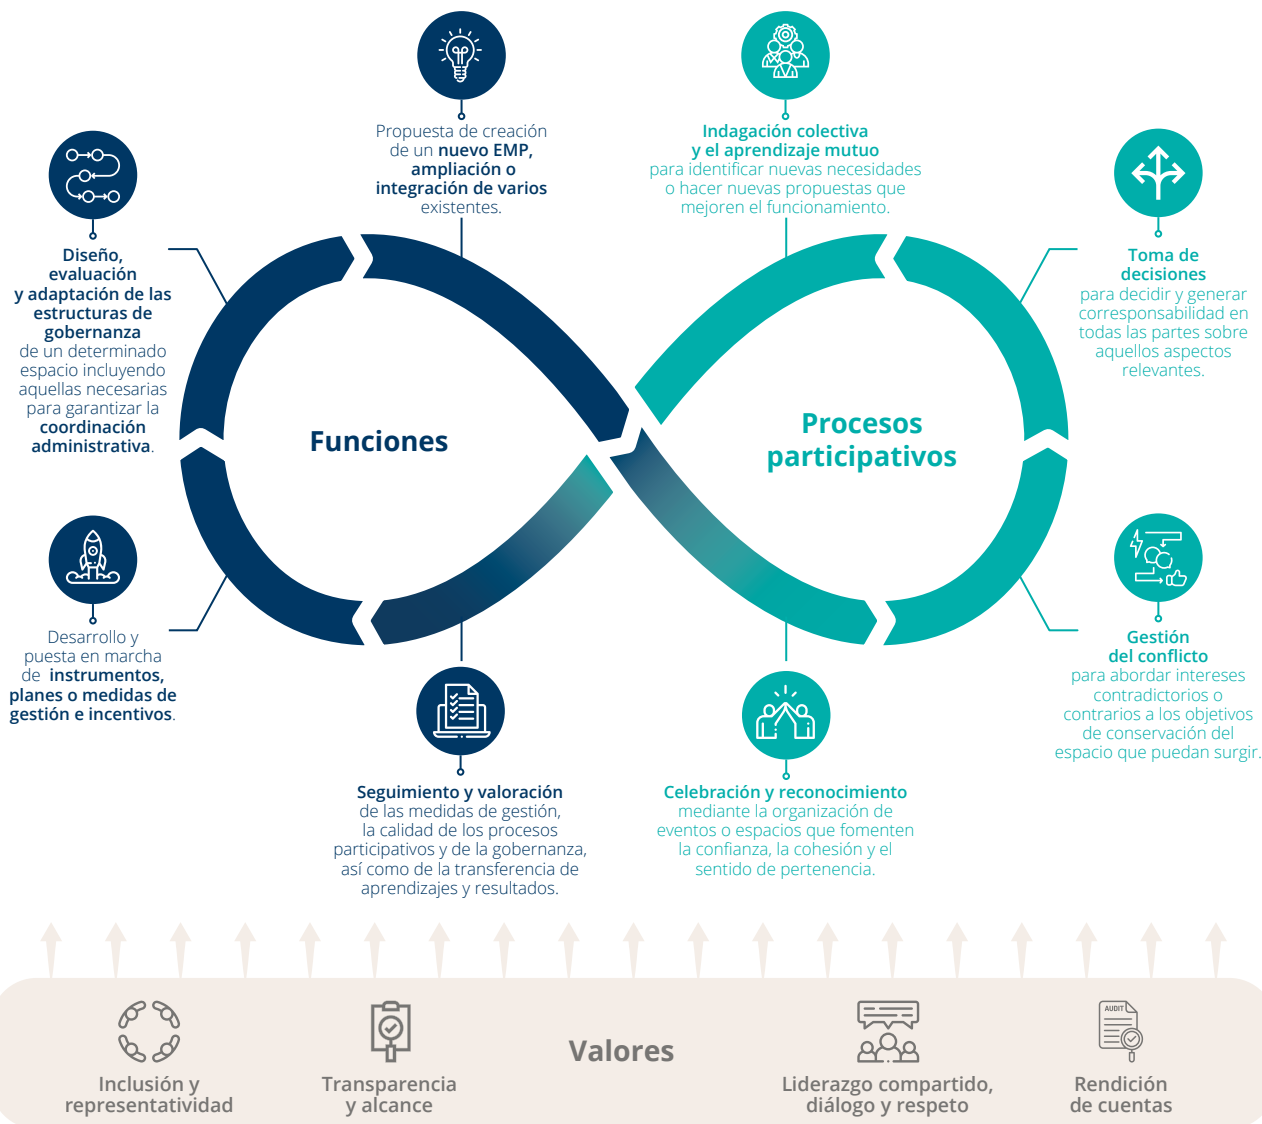 Propuesta de creación
de un nuevo EMP,
ampliación o
integración de varios
existentes.
Indagación colectiva
y el aprendizaje mutuo
para identificar nuevas necesidades
o hacer nuevas propuestas que
mejoren el funcionamiento.
Diseño,
evaluación
y adaptación de las
estructuras de
gobernanza
de un determinado
espacio incluyendo
aquellas necesarias
para garantizar la
coordinación
administrativa.
Toma de
decisiones
para decidir y generar
corresponsabilidad en
todas las partes sobre
aquellos aspectos
relevantes.
Funciones
Procesos
participativos
Desarrollo y
puesta en marcha
de instrumentos,
planes o medidas de
gestión e incentivos.
Gestión
del conflicto
para abordar intereses
contradictorios o
contrarios a los objetivos
de conservación del
espacio que puedan surgir.
Seguimiento y valoración
de las medidas de gestión,
la calidad de los procesos
participativos y de la gobernanza,
así como de la transferencia de
aprendizajes y resultados.
Celebración y reconocimiento
mediante la organización de
eventos o espacios que fomenten
la confianza, la cohesión y el
sentido de pertenencia.
Inclusión y
representatividad
Transparencia
y alcance
Valores
Liderazgo compartido,
diálogo y respeto
AUDIT
Rendición
de cuentas